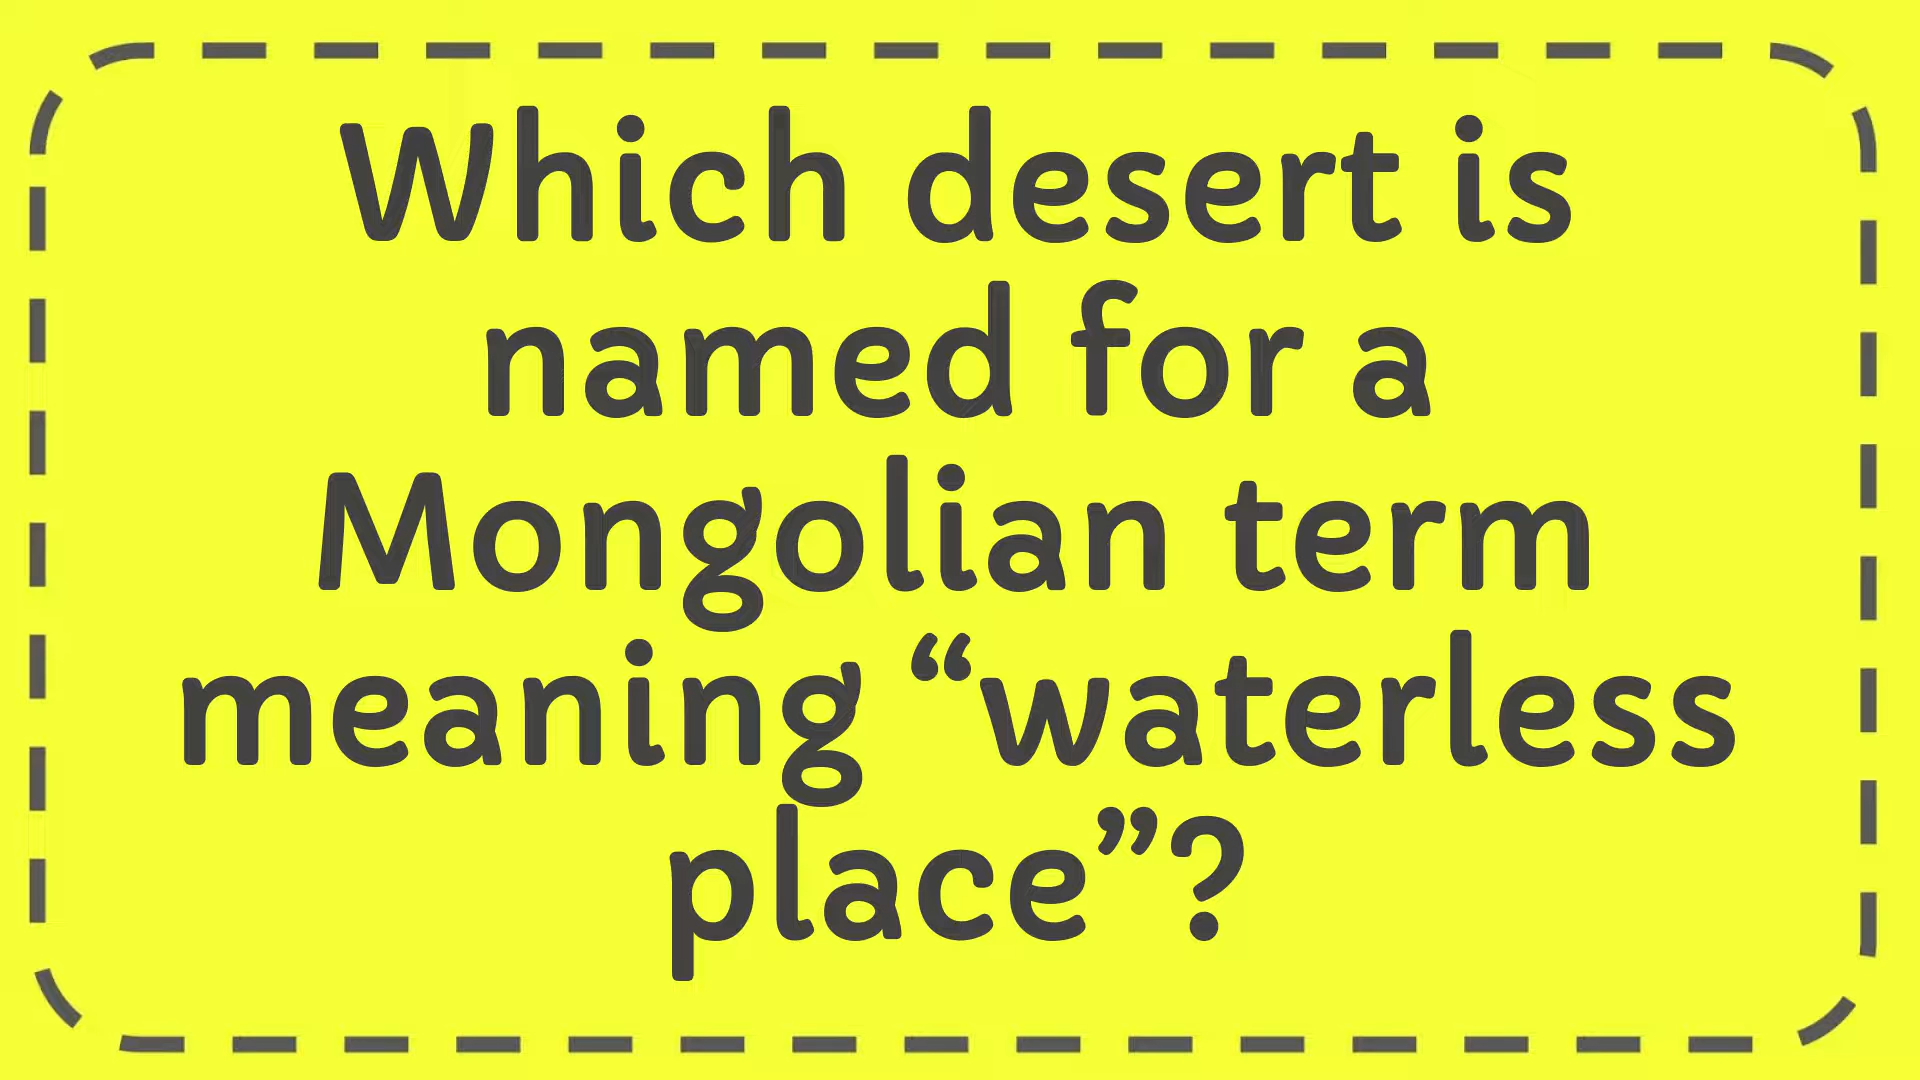 Which desert is
named for a
Mongolian term
meaning “waterless
place”?